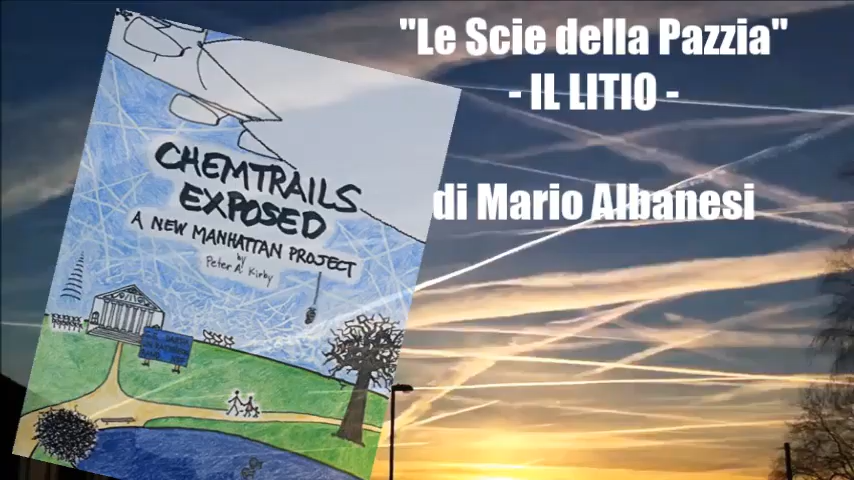 "Le Scie della Pazzia"
- IL LITIO -
di Mario Albanesi
CHEMTRAILS
EXPOSED
A NEW MANHATTAN PROJECT
by
Peter A. Kirby